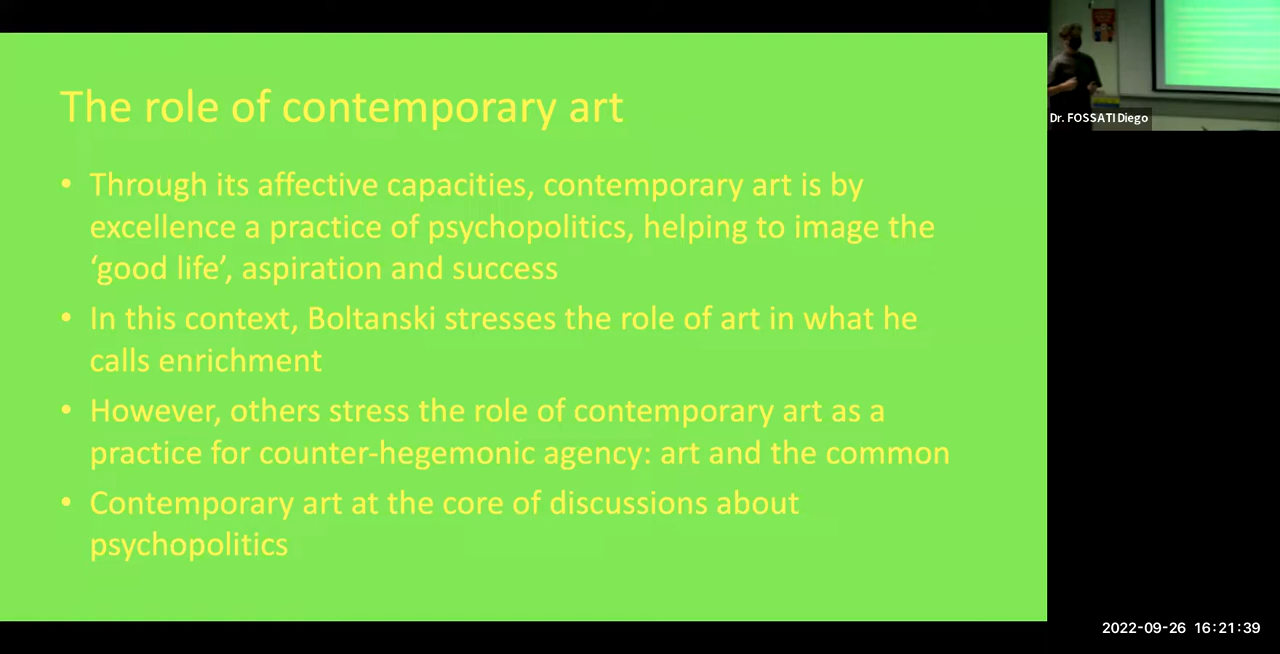 The role of contemporary art
• Through its affective capacities, contemporary art is by
excellence a practice of psychopolitics, helping to image the
‘good life’, aspiration and success
• In this context, Boltanski stresses the role of art in what he
calls enrichment
• However, others stress the role of contemporary art as a
practice for counter-hegemonic agency: art and the common
• Contemporary art at the core of discussions about
psychopolitics
Dr. FOSSATI Diego
2022-09-26 16:21:39